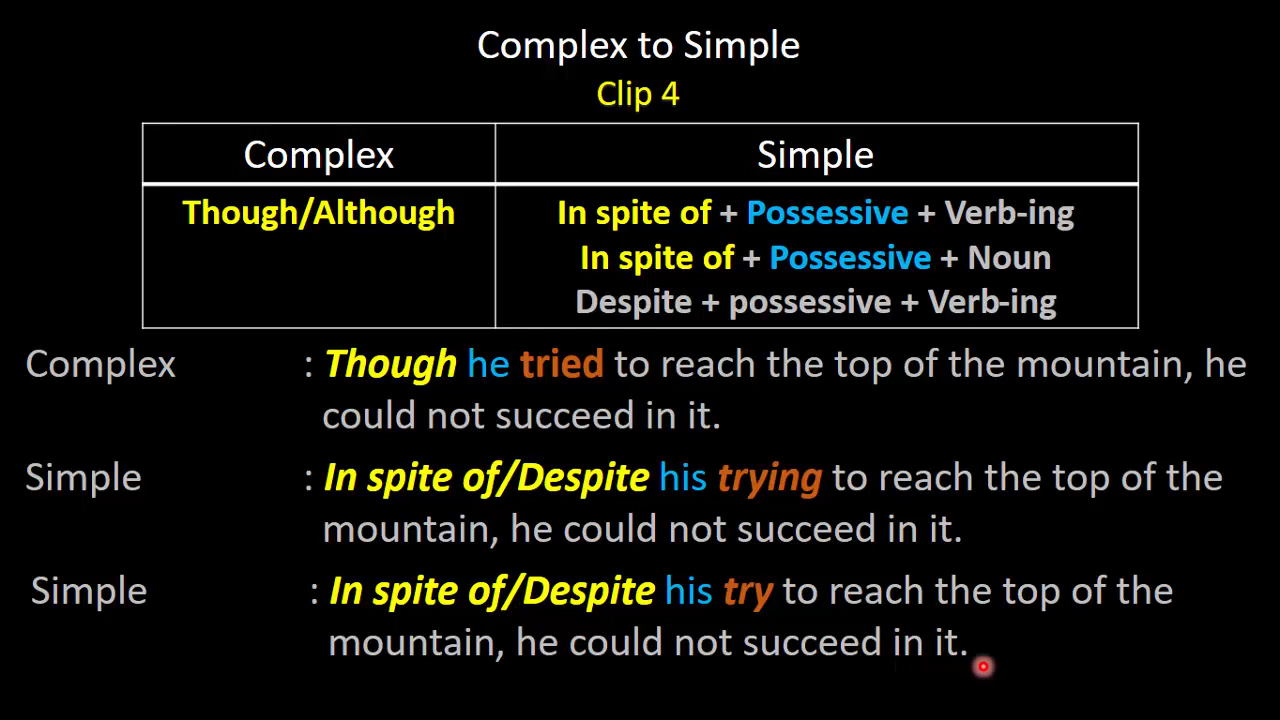 Complex to Simple
Clip 4
Complex Simple
Though/Although In spite of + Possessive + Verb-ing
In spite of + Possessive + Noun
Despite + possessive + Verb-ing
Complex : Though he tried to reach the top of the mountain, he
could not succeed in it.
Simple : In spite of/Despite his trying to reach the top of the
mountain, he could not succeed in it.
Simple : In spite of/Despite his try to reach the top of the
mountain, he could not succeed in it.